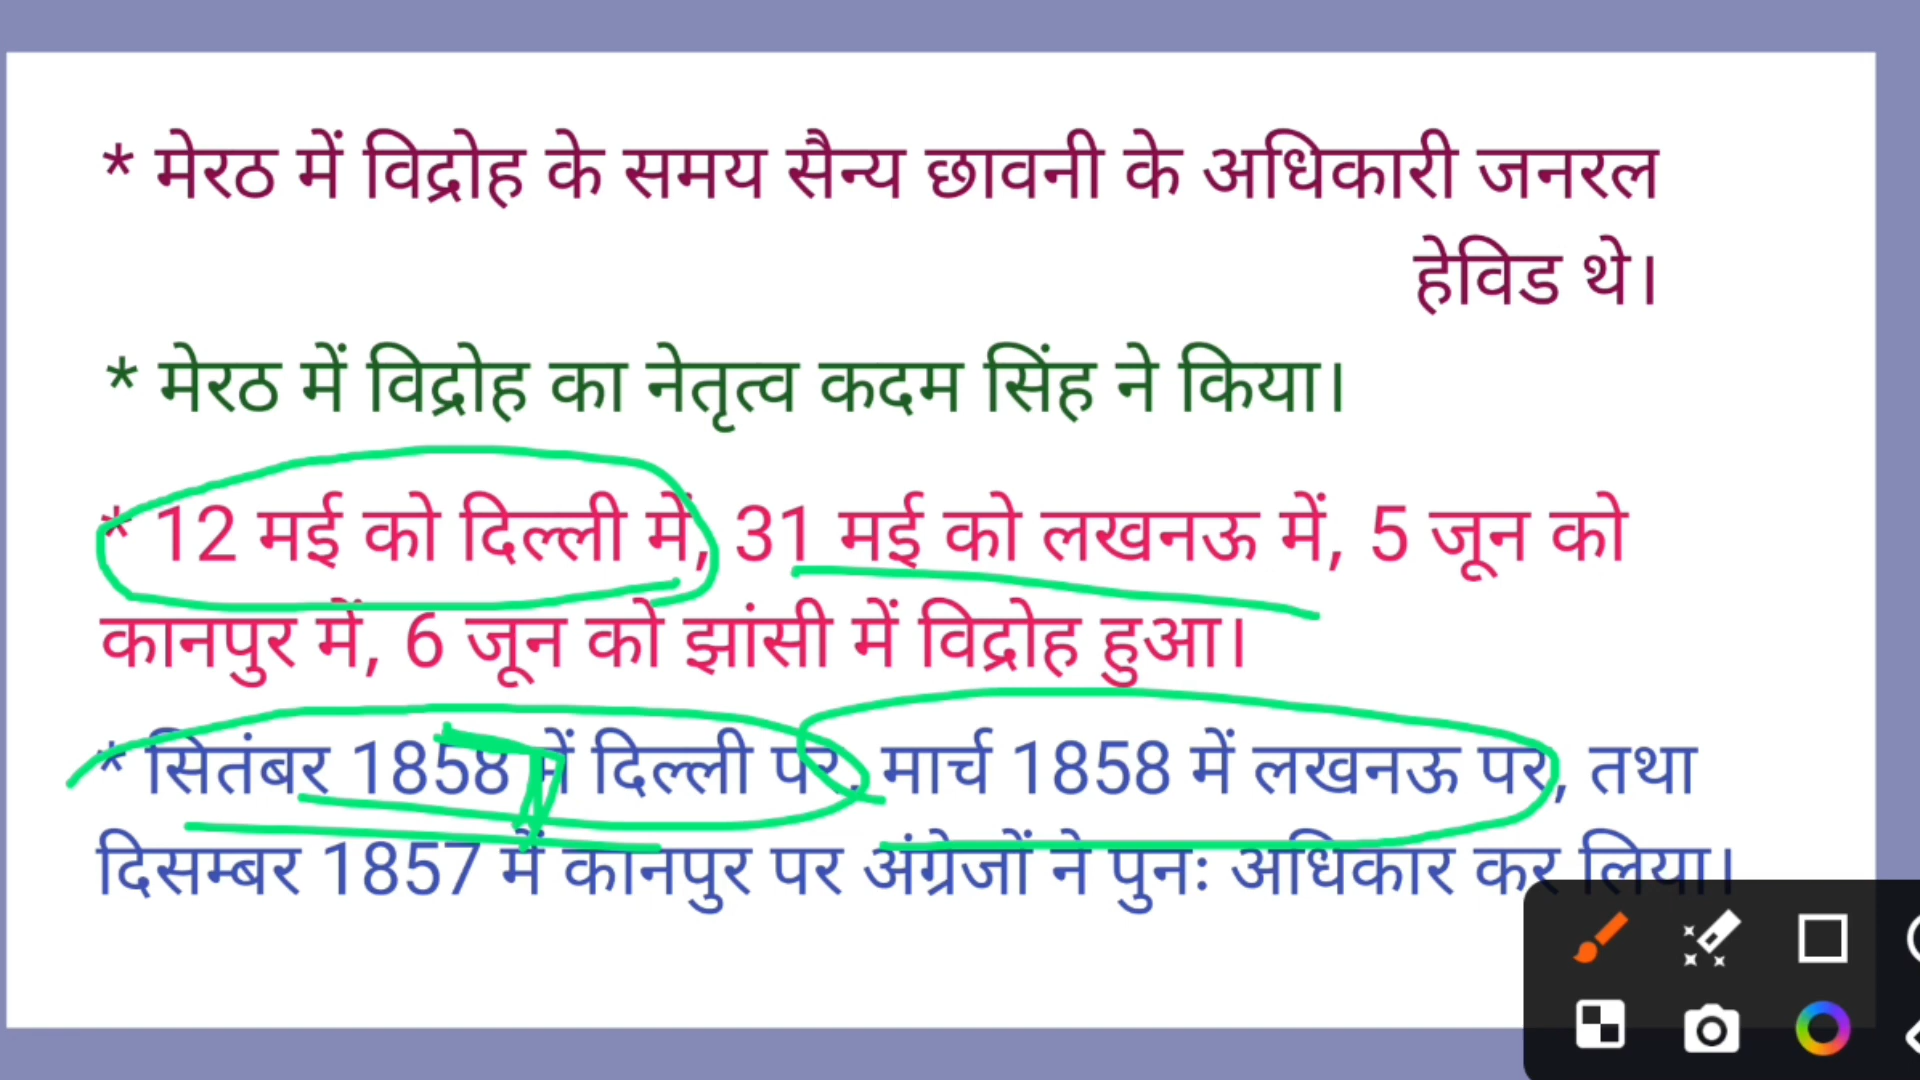 * मेरठ में विद्रोह के समय सैन्य छावनी के अधिकारी जनरल
हेविड थे।
* मेरठ में विद्रोह का नेतृत्व कदम सिंह ने किया।
* 12 मई को दिल्ली में, 31 मई को लखनऊ में, 5 जून को
कानपुर में, 6 जून को झांसी में विद्रोह हुआ।
* सितंबर 1858 में दिल्ली पर, मार्च 1858 में लखनऊ पर, तथा
दिसम्बर 1857 में कानपुर पर अंग्रेजों ने पुनः अधिकार कर लिया।